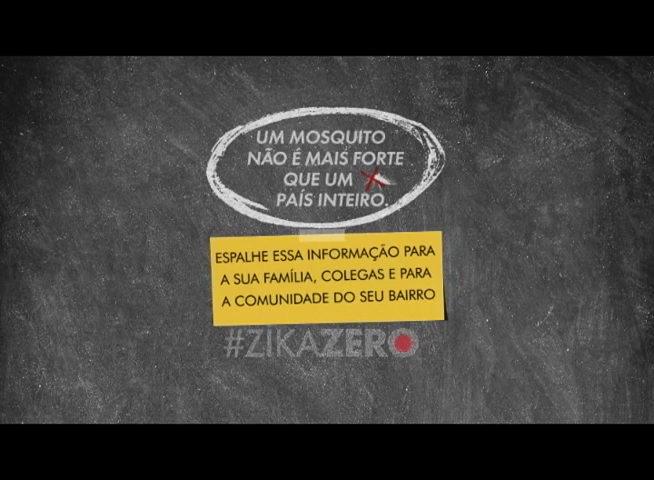 UM MOSQUITO
NÃO É MAIS FORTE
QUE UM
PAÍS INTEIRO.
ESPALHE ESSA INFORMAÇÃO PARA
A SUA FAMÍLIA, COLEGAS E PARA
A COMUNIDADE DO SEU BAIRRO
#ZIKAZERO